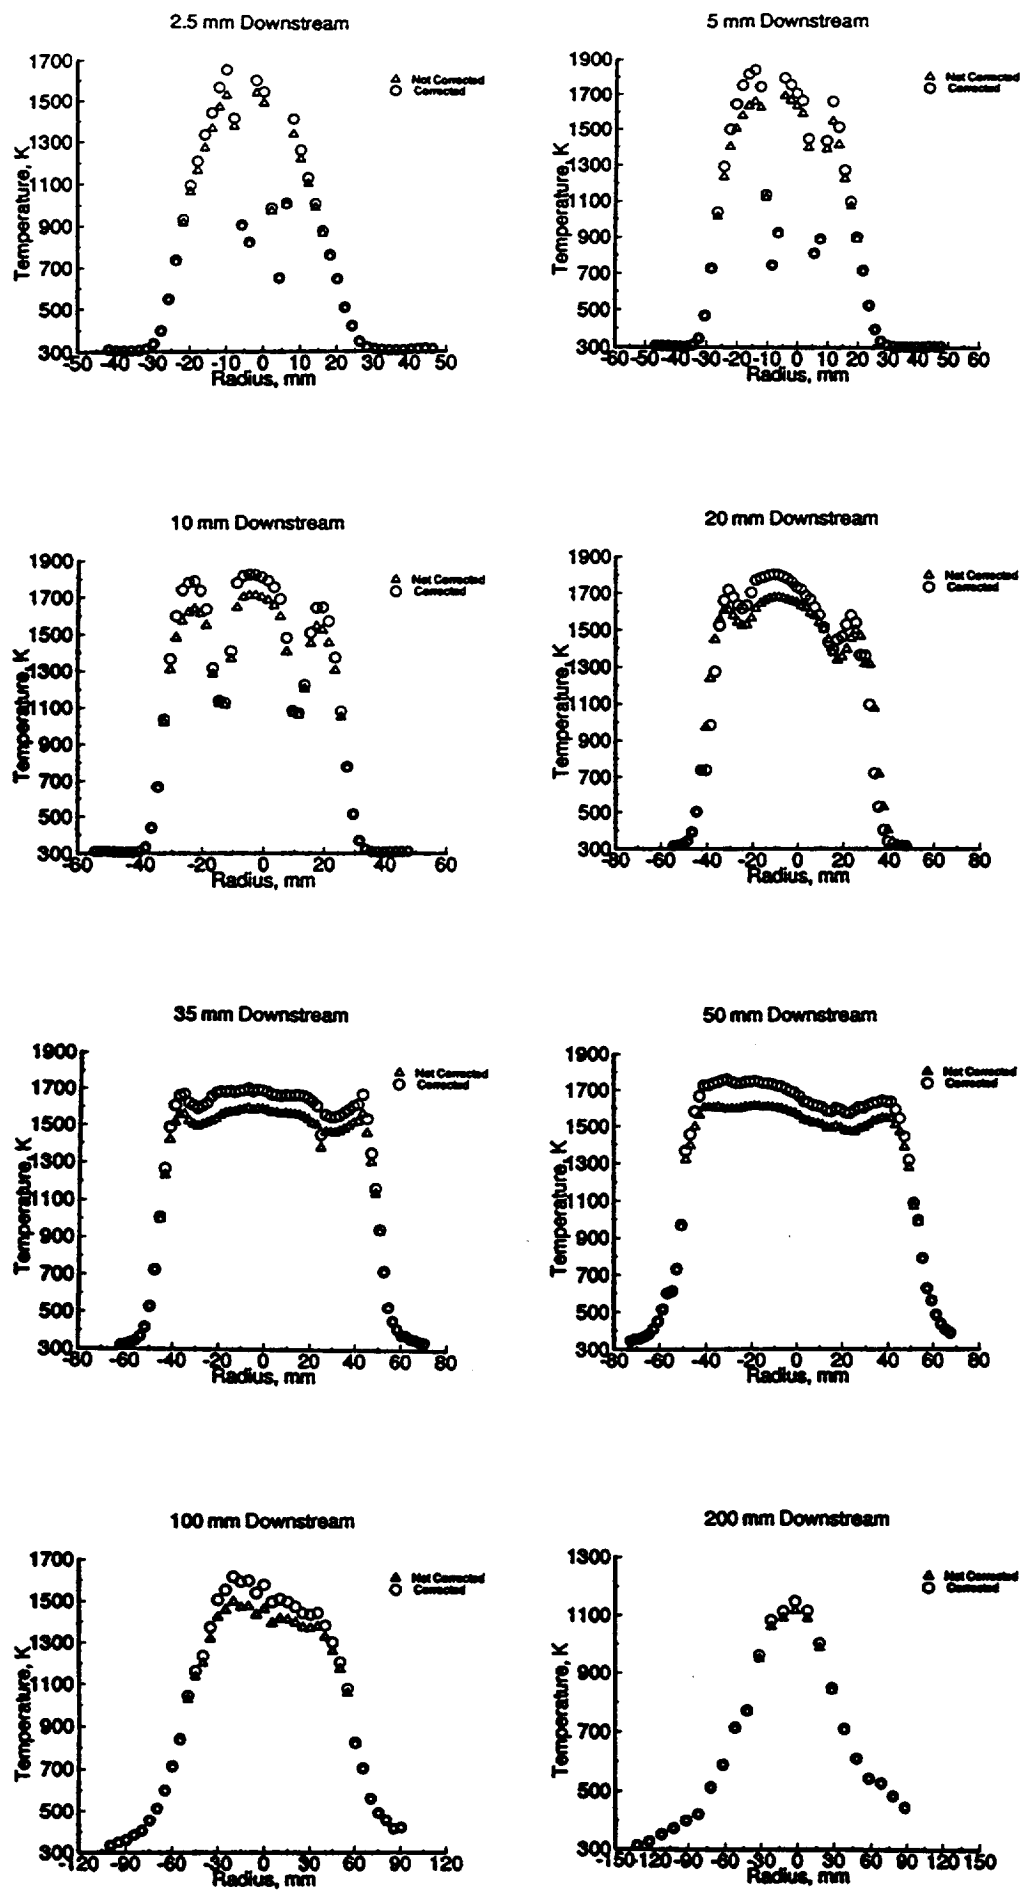 2.5 mm Downstream
Temperature, K
1700
1500
1300
1100
900
700
500
300
-50 -40 -30 -20 -10 0 10 20 30 40 50
Radius, mm
Not Corrected
Corrected
5 mm Downstream
Temperature, K
1900
1700
1500
1300
1100
900
700
500
300
-60 -50 -40 -30 -20 -10 0 10 20 30 40 50 60
Radius, mm
Not Corrected
Corrected
10 mm Downstream
Temperature, K
1900
1700
1500
1300
1100
900
700
500
300
-60 -40 -20 0 20 40 60
Radius, mm
Not Corrected
Corrected
20 mm Downstream
Temperature, K
1900
1700
1500
1300
1100
900
700
500
300
-80 -60 -40 -20 0 20 40 60 80
Radius, mm
Not Corrected
Corrected
35 mm Downstream
Temperature, K
1900
1700
1500
1300
1100
900
700
500
300
-80 -60 -40 -20 0 20 40 60 80
Radius, mm
Not Corrected
Corrected
50 mm Downstream
Temperature, K
1900
1700
1500
1300
1100
900
700
500
300
-80 -60 -40 -20 0 20 40 60 80
Radius, mm
Not Corrected
Corrected
100 mm Downstream
Temperature, K
1700
1500
1300
1100
900
700
500
300
-120 -90 -60 -30 0 30 60 90 120
Radius, mm
Not Corrected
Corrected
200 mm Downstream
Temperature, K
1300
1100
900
700
500
300
-150 -120 -90 -60 -30 0 30 60 90 120 150
Radius, mm
Not Corrected
Corrected